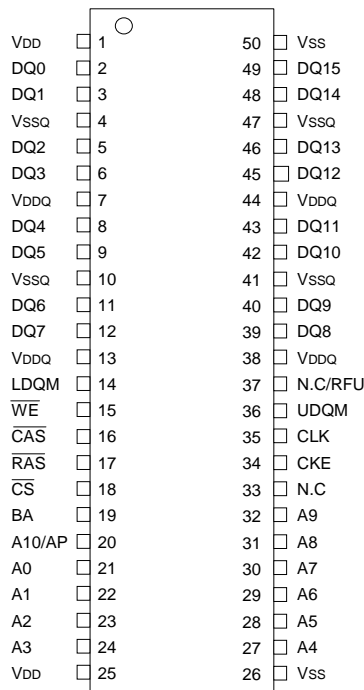 VDD 1 50 VSS
DQ0 2 49 DQ15
DQ1 3 48 DQ14
VSSQ 4 47 VSSQ
DQ2 5 46 DQ13
DQ3 6 45 DQ12
VDDQ 7 44 VDDQ
DQ4 8 43 DQ11
DQ5 9 42 DQ10
VSSQ 10 41 VSSQ
DQ6 11 40 DQ9
DQ7 12 39 DQ8
VDDQ 13 38 VDDQ
LDQM 14 37 N.C/RFU
W̅E̅ 15 36 UDQM
C̅A̅S̅ 16 35 CLK
R̅A̅S̅ 17 34 CKE
C̅S̅ 18 33 N.C
BA 19 32 A9
A10/AP 20 31 A8
A0 21 30 A7
A1 22 29 A6
A2 23 28 A5
A3 24 27 A4
VDD 25 26 VSS